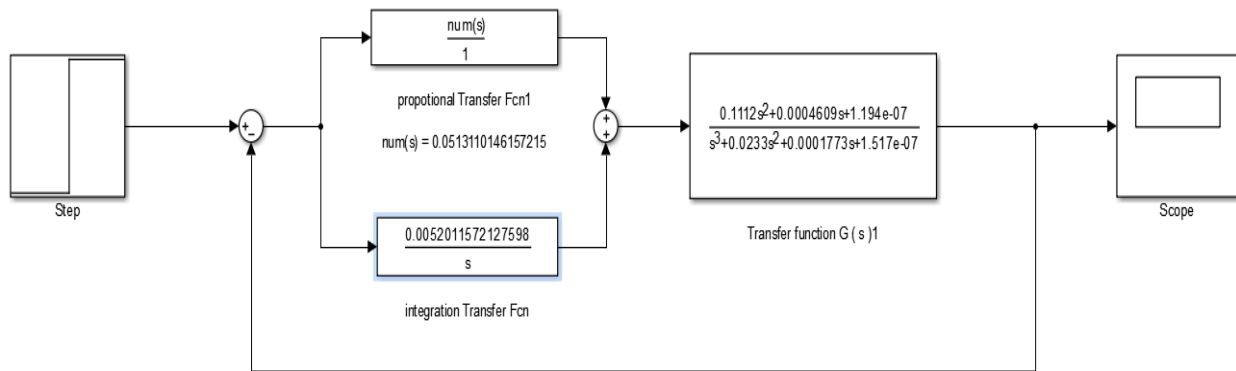 Step
+
−
num(s)
1
propotional Transfer Fcn1
num(s) = 0.0513110146157215
0.0052011572127598
s
integration Transfer Fcn
+
+
0.1112s²+0.0004609s+1.194e-07
s³+0.0233s²+0.0001773s+1.517e-07
Transfer function G ( s )1
Scope